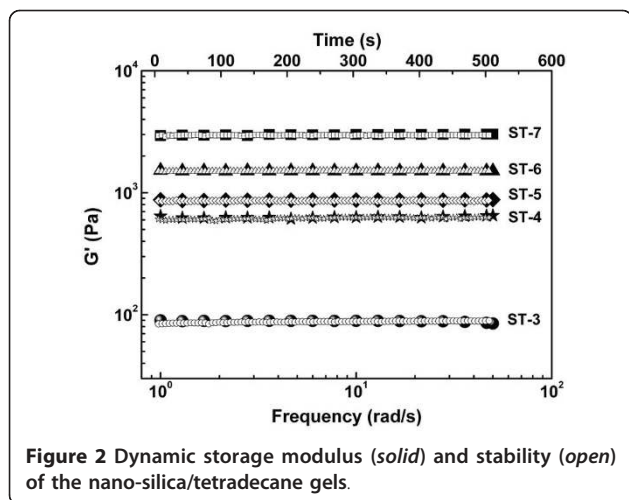 Time (s)
0 100 200 300 400 500 600
10⁴
10³
10²
G' (Pa)
ST-7
ST-6
ST-5
ST-4
ST-3
10⁰ 10¹ 10²
Frequency (rad/s)
Figure 2 Dynamic storage modulus (solid) and stability (open)
of the nano-silica/tetradecane gels.